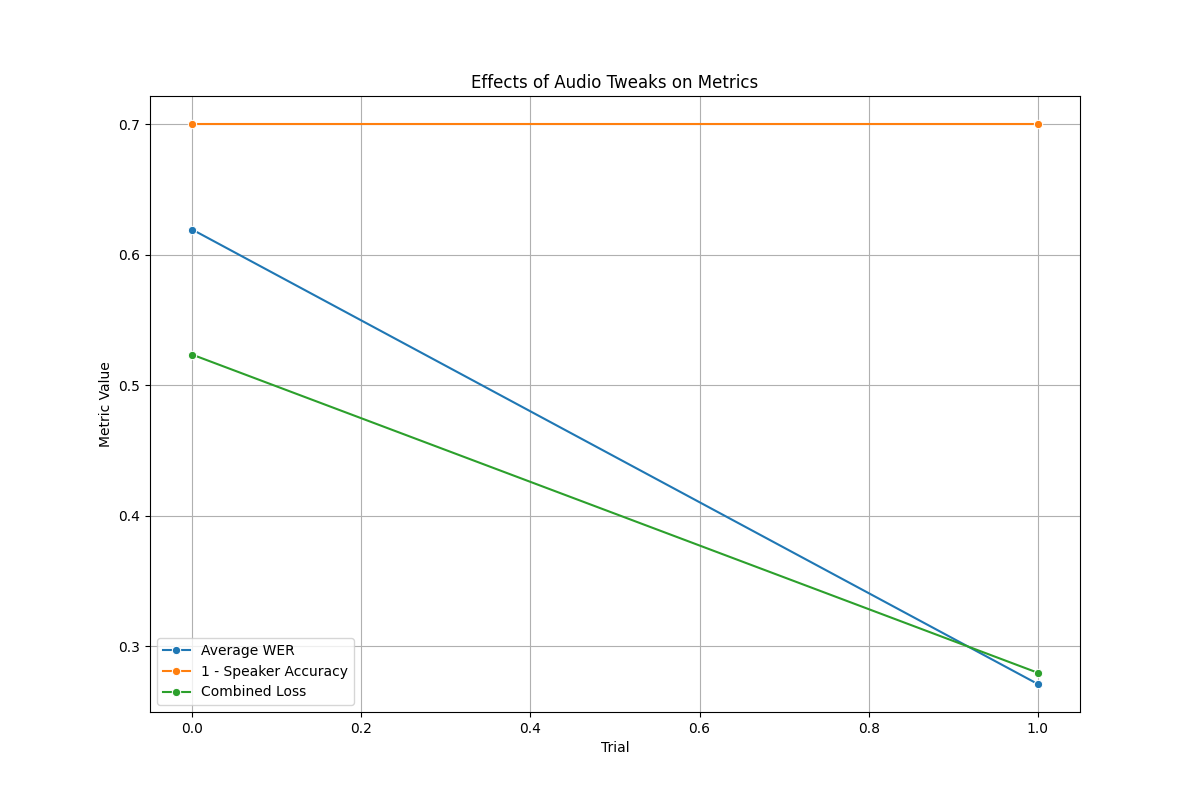 Effects of Audio Tweaks on Metrics
Metric Value
0.7
0.6
0.5
0.4
0.3
Average WER
1 - Speaker Accuracy
Combined Loss
0.0 0.2 0.4 0.6 0.8 1.0
Trial